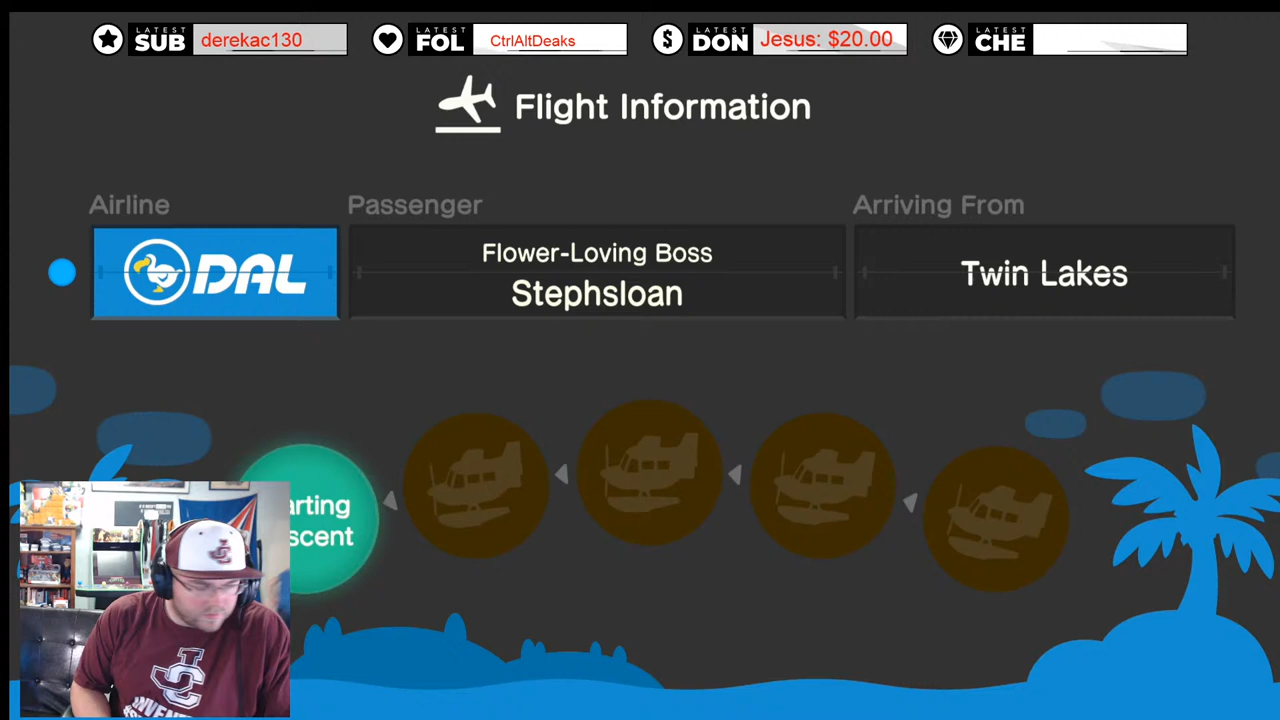 LATEST
SUB
derekac130
LATEST
FOL
CtrlAltDeaks
LATEST
DON
Jesus: $20.00
LATEST
CHE
Flight Information
Airline
Passenger
Arriving From
DAL
Flower-Loving Boss
Stephsloan
Twin Lakes
arting
scent
JC